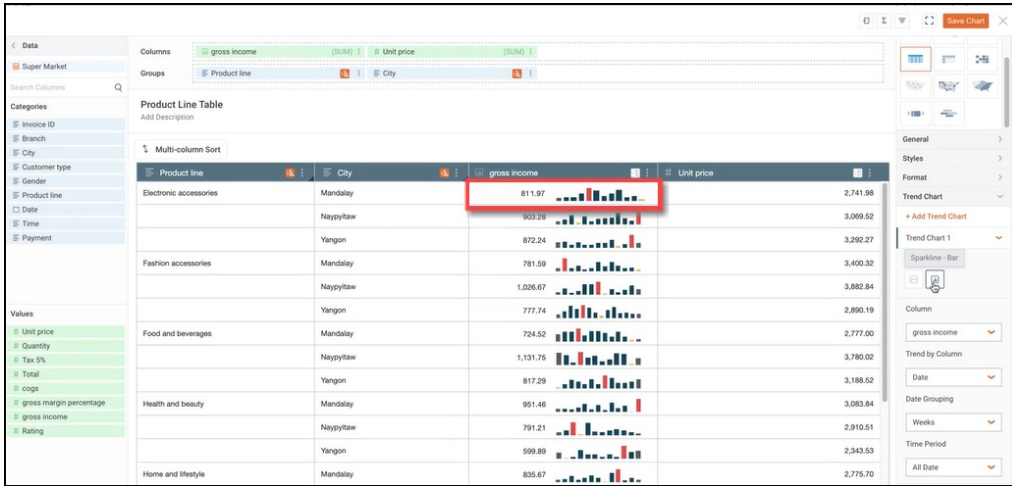 Save Chart
Data
Super Market
Search Columns
Categories
Invoice ID
Branch
City
Customer type
Gender
Product line
Date
Time
Payment
Values
Unit price
Quantity
Tax 5%
Total
cogs
gross margin percentage
gross income
Rating
Columns gross income (SUM) # Unit price (SUM)
Groups Product line City
Product Line Table
Add Description
Multi-column Sort
Product line City gross income # Unit price
Electronic accessories Mandalay 811.97 2,741.98
Naypyitaw 903.28 3,069.52
Yangon 872.24 3,292.27
Fashion accessories Mandalay 781.59 3,400.32
Naypyitaw 1,026.67 3,882.84
Yangon 777.74 2,890.19
Food and beverages Mandalay 724.52 2,777.00
Naypyitaw 1,131.75 3,780.02
Yangon 817.29 3,188.52
Health and beauty Mandalay 951.46 3,083.84
Naypyitaw 791.21 2,910.51
Yangon 599.89 2,343.53
Home and lifestyle Mandalay 835.67 2,775.70
General
Styles
Format
Trend Chart
+ Add Trend Chart
Trend Chart 1
Sparkline - Bar
Column
gross income
Trend by Column
Date
Date Grouping
Weeks
Time Period
All Date